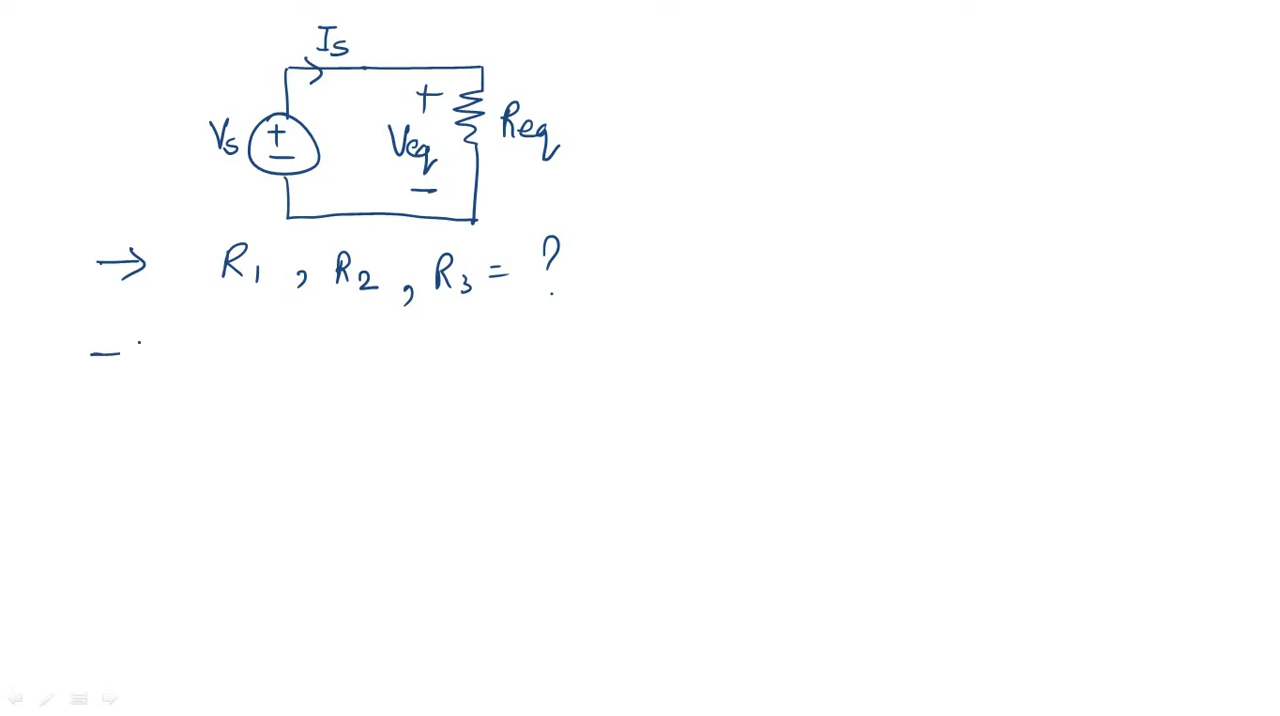 Is
Vs + − + Veq − Req
→ R1 , R2 , R3 = ?
−